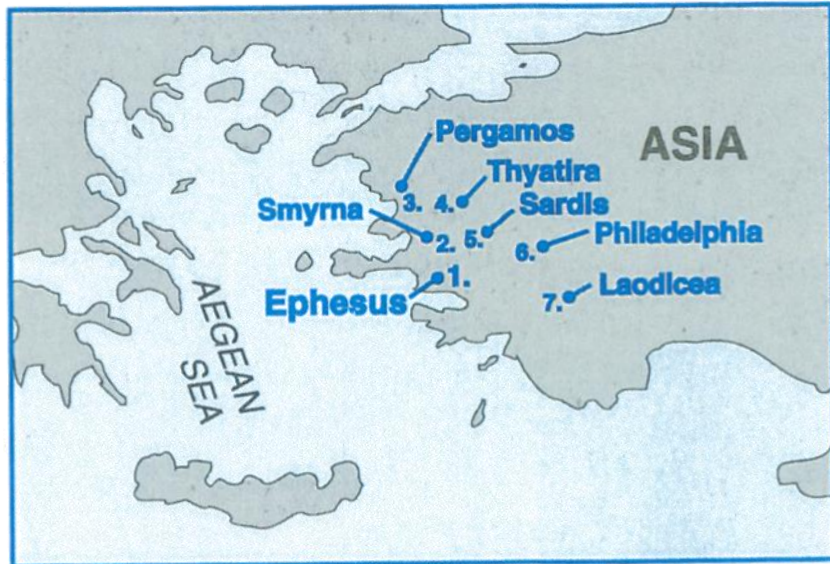 Pergamos
ASIA
Thyatira
3.
4.
Smyrna
Sardis
2.
5.
Philadelphia
6.
1.
Ephesus
Laodicea
7.
AEGEAN
SEA